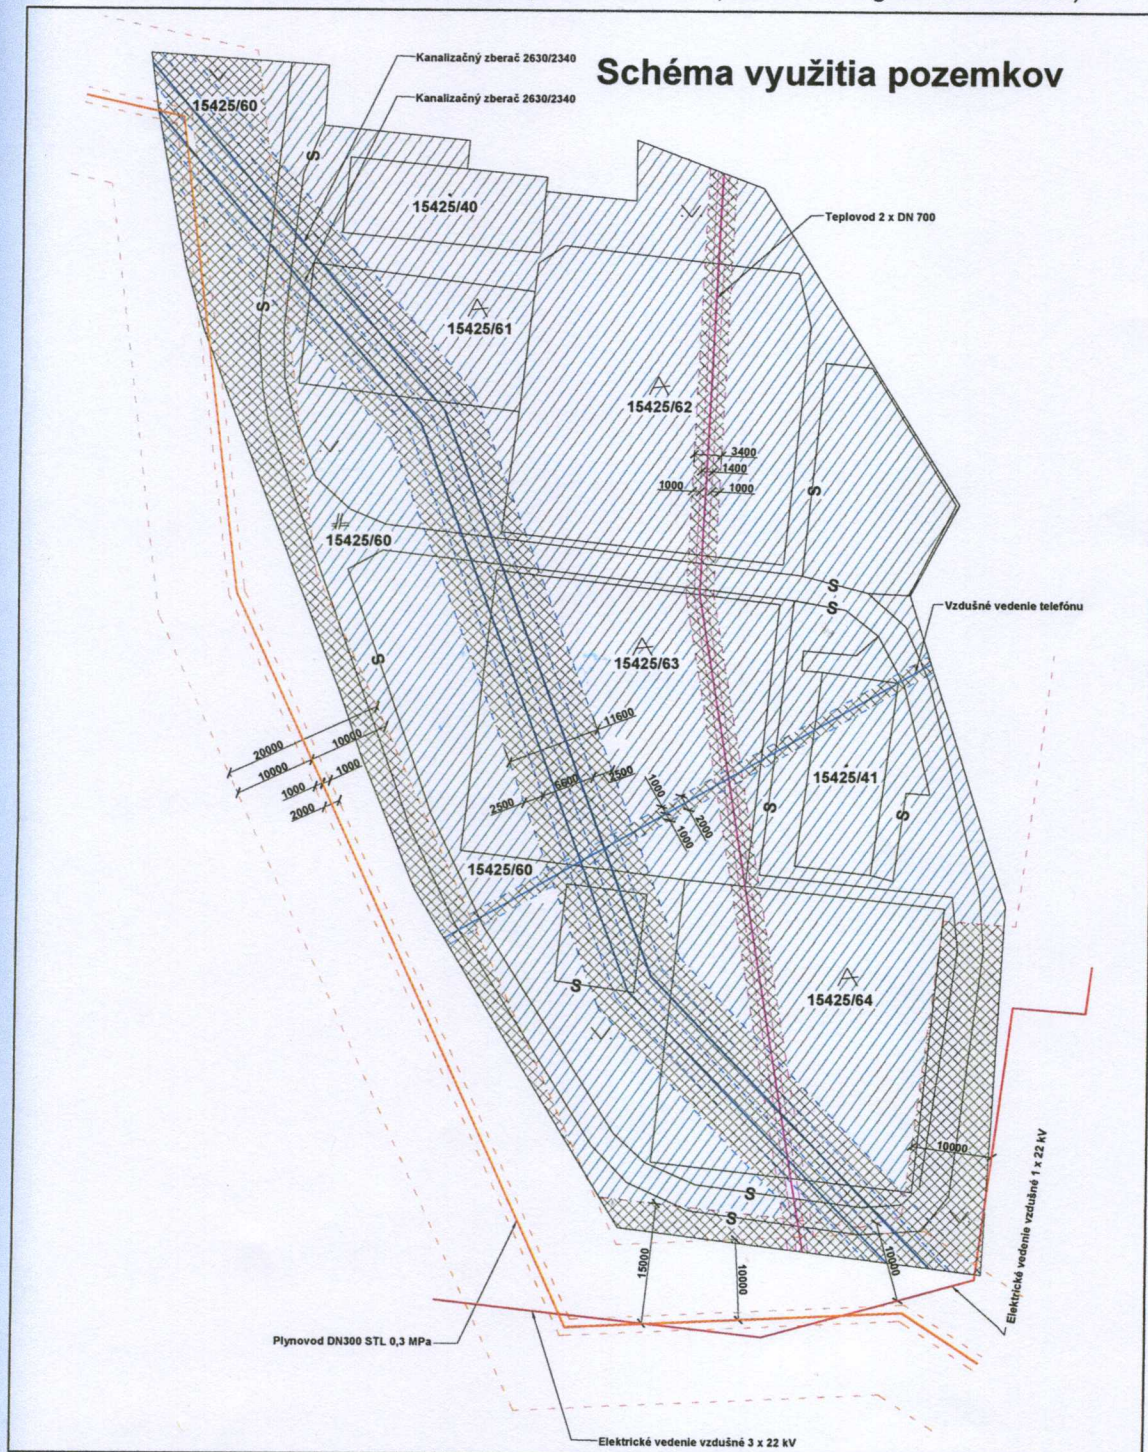 Schéma využitia pozemkov
Kanalizačný zberač 2630/2340
Kanalizačný zberač 2630/2340
15425/60
S
15425/40
Teplovod 2 x DN 700
S
15425/61
15425/62
3400
1400
1000
1000
S
15425/60
S
S
Vzdušné vedenie telefónu
S
15425/63
11600
20000
10000
10000
1000
1000
2000
6600
2500
2500
1000
2000
1000
15425/41
S
S
15425/60
S
15425/64
10000
S
S
15000
10000
10000
Elektrické vedenie vzdušné 1 x 22 kV
Plynovod DN300 STL 0,3 MPa
Elektrické vedenie vzdušné 3 x 22 kV